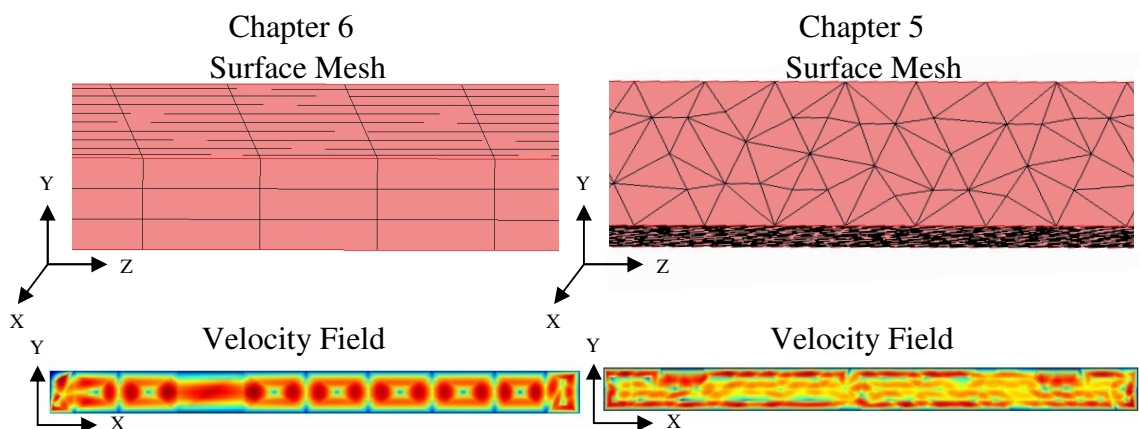 Chapter 6
Surface Mesh
Y
Z
X
Velocity Field
Y
X
Chapter 5
Surface Mesh
Y
Z
X
Velocity Field
Y
X